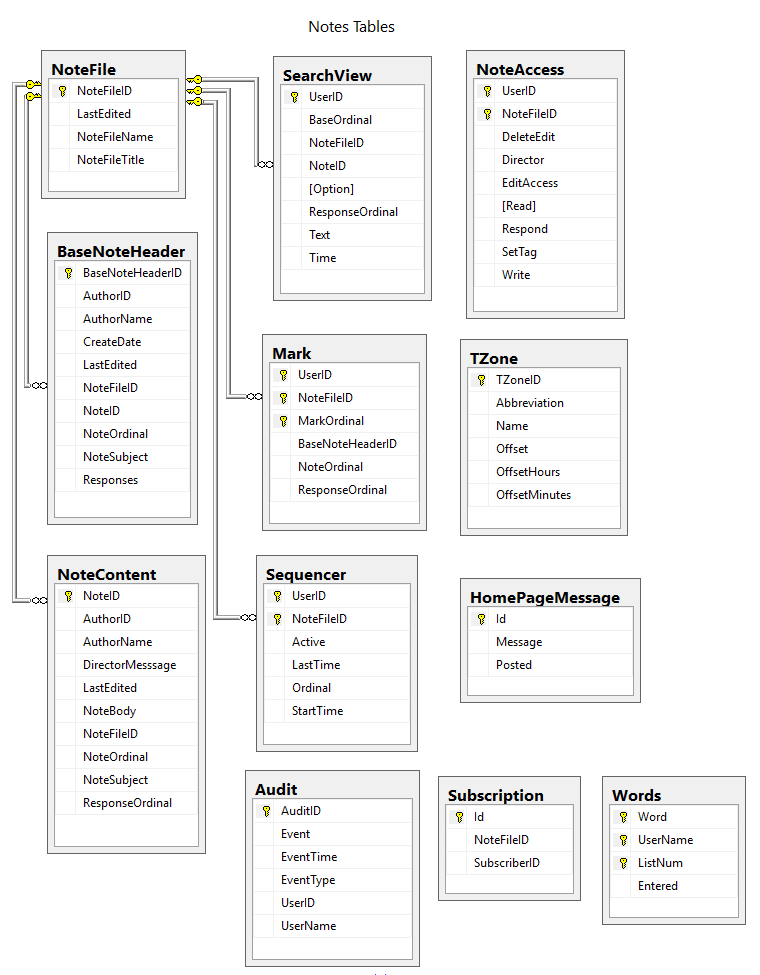 Notes Tables
NoteFile
NoteFileID
LastEdited
NoteFileName
NoteFileTitle
SearchView
UserID
BaseOrdinal
NoteFileID
NoteID
[Option]
ResponseOrdinal
Text
Time
NoteAccess
UserID
NoteFileID
DeleteEdit
Director
EditAccess
[Read]
Respond
SetTag
Write
BaseNoteHeader
BaseNoteHeaderID
AuthorID
AuthorName
CreateDate
LastEdited
NoteFileID
NoteID
NoteOrdinal
NoteSubject
Responses
Mark
UserID
NoteFileID
MarkOrdinal
BaseNoteHeaderID
NoteOrdinal
ResponseOrdinal
TZone
TZoneID
Abbreviation
Name
Offset
OffsetHours
OffsetMinutes
NoteContent
NoteID
AuthorID
AuthorName
DirectorMesssage
LastEdited
NoteBody
NoteFileID
NoteOrdinal
NoteSubject
ResponseOrdinal
Sequencer
UserID
NoteFileID
Active
LastTime
Ordinal
StartTime
HomePageMessage
Id
Message
Posted
Audit
AuditID
Event
EventTime
EventType
UserID
UserName
Subscription
Id
NoteFileID
SubscriberID
Words
Word
UserName
ListNum
Entered